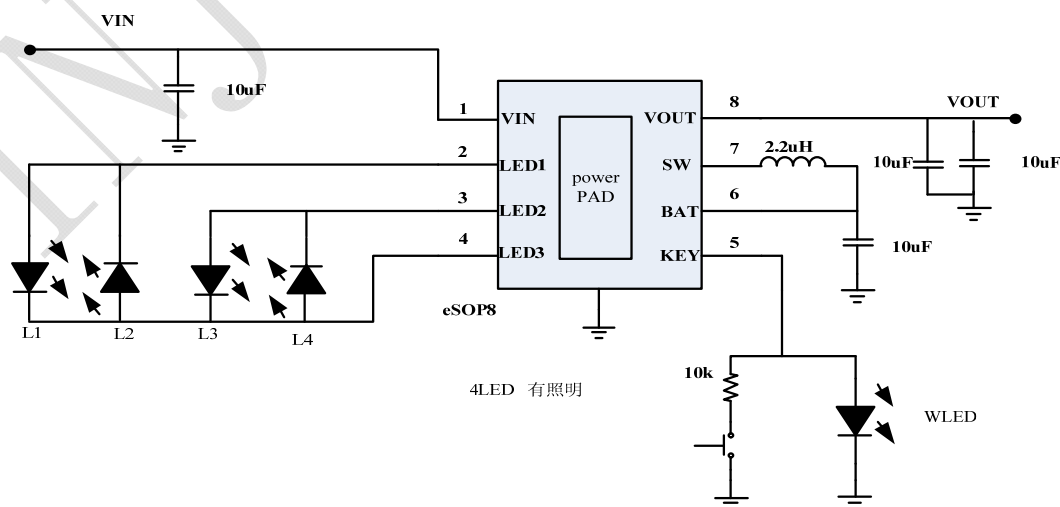 VIN
10uF
1
VIN
2
LED1
3
LED2
4
LED3
power
PAD
VOUT
8
SW
7
2.2uH
BAT
6
KEY
5
VOUT
10uF
10uF
10uF
eSOP8
L1
L2
L3
L4
4LED 有照明
10k
WLED